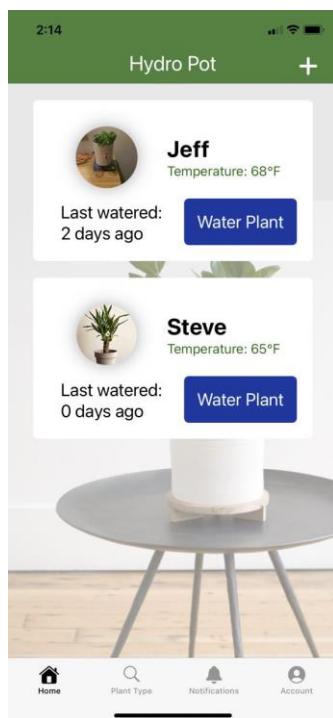 2:14
Hydro Pot
+
Jeff
Temperature: 68°F
Last watered:
2 days ago
Water Plant
Steve
Temperature: 65°F
Last watered:
0 days ago
Water Plant
Home
Plant Type
Notifications
Account